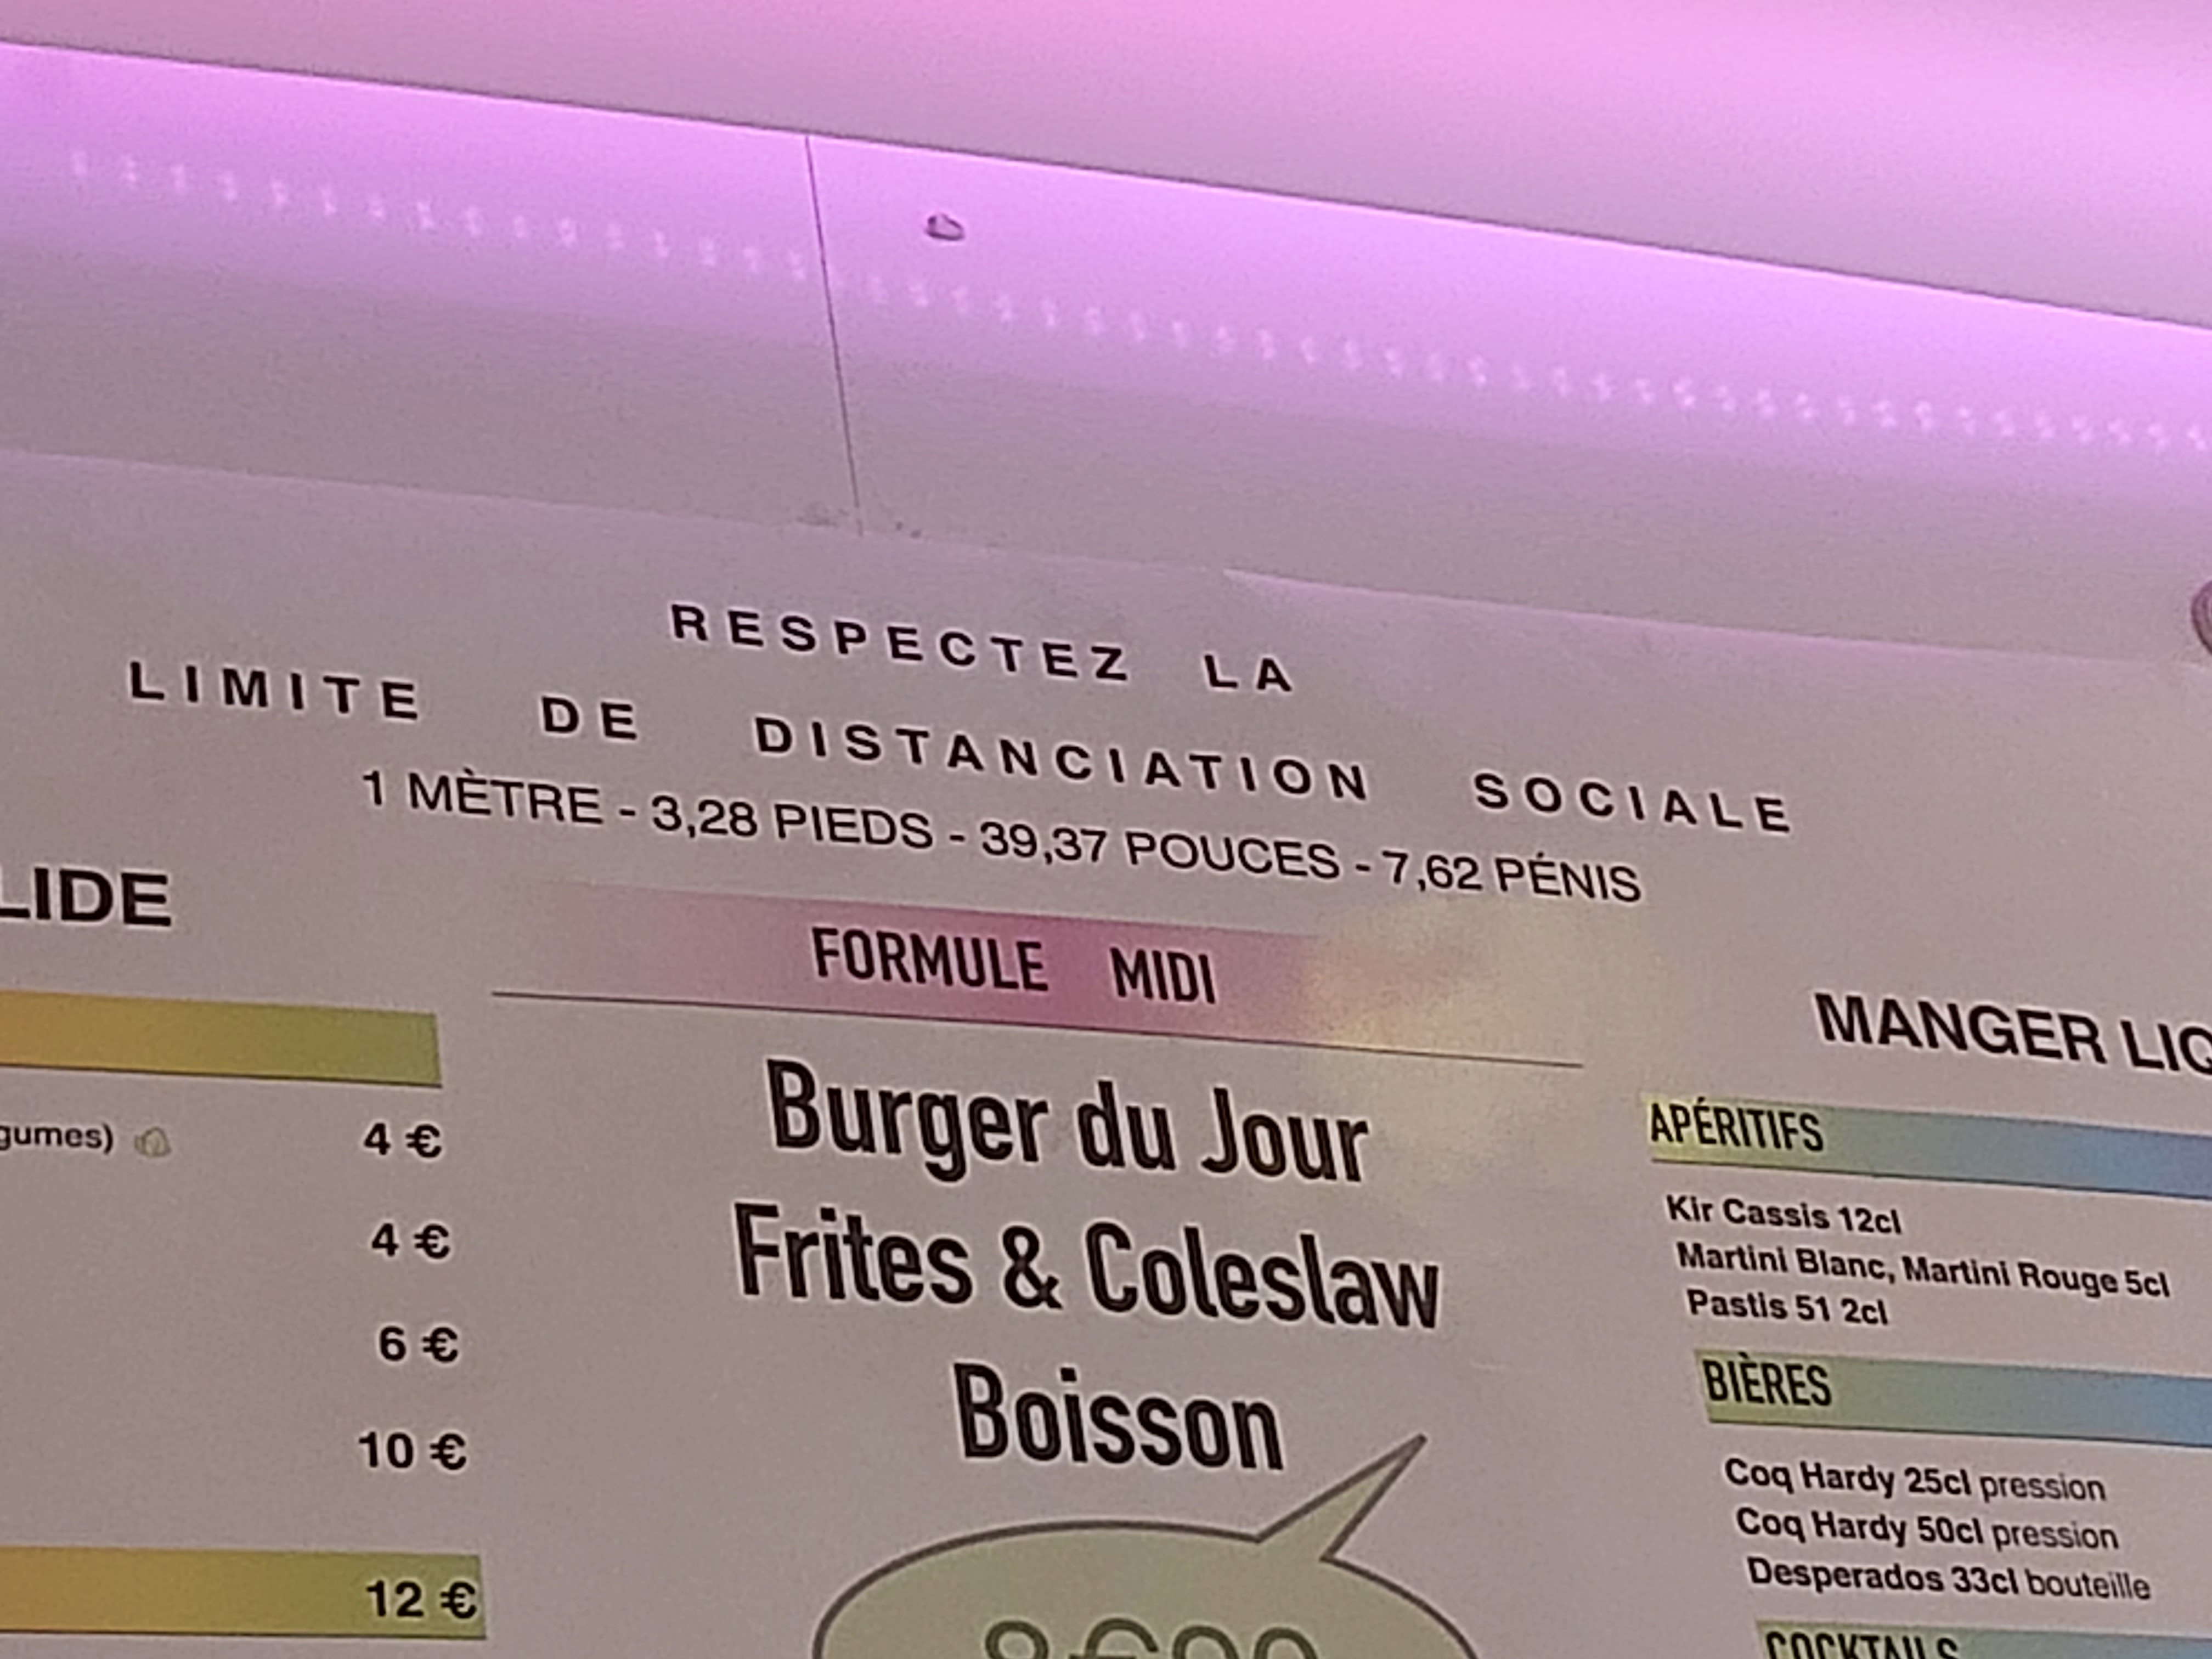 RESPECTEZ LA
LIMITE DE DISTANCIATION SOCIALE
1 MÈTRE - 3,28 PIEDS - 39,37 POUCES - 7,62 PÉNIS
LIDE
gumes) 4 €
4 €
6 €
10 €
12 €
FORMULE MIDI
Burger du Jour
Frites & Coleslaw
Boisson
MANGER LIQ
APÉRITIFS
Kir Cassis 12cl
Martini Blanc, Martini Rouge 5cl
Pastis 51 2cl
BIÈRES
Coq Hardy 25cl pression
Coq Hardy 50cl pression
Desperados 33cl bouteille
COCKTAILS